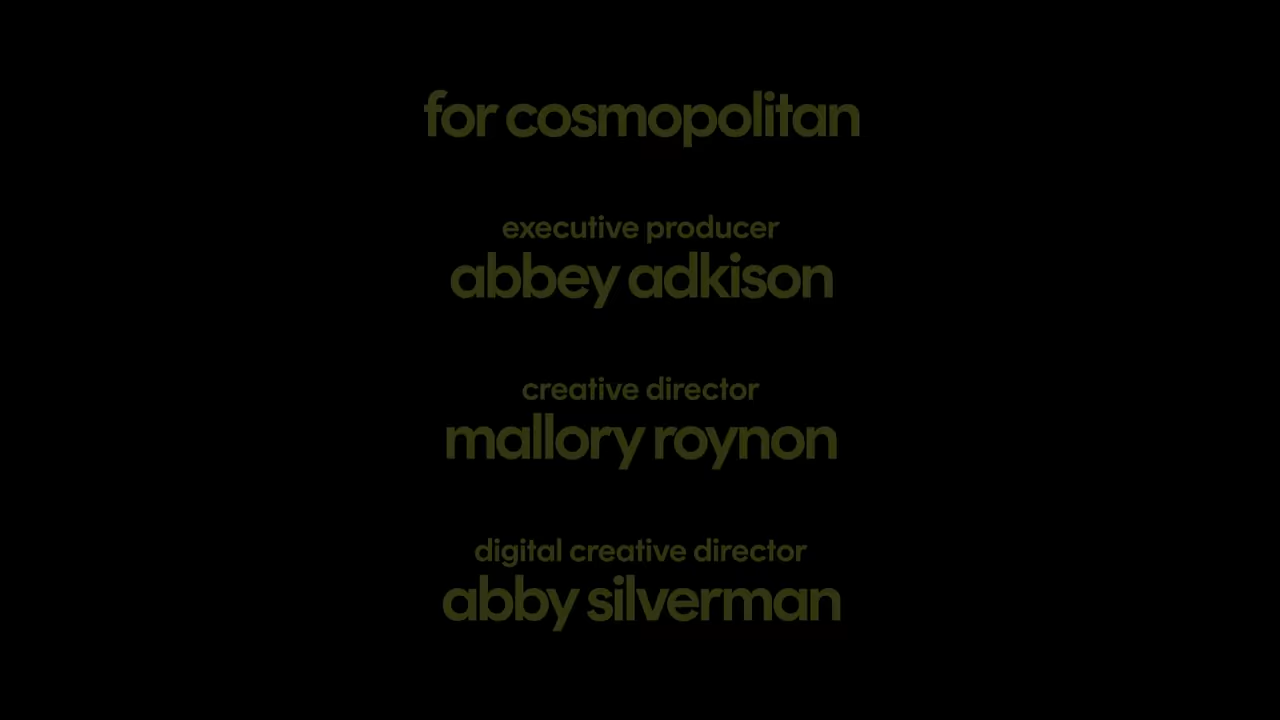 for cosmopolitan
executive producer
abbey adkison
creative director
mallory roynon
digital creative director
abby silverman